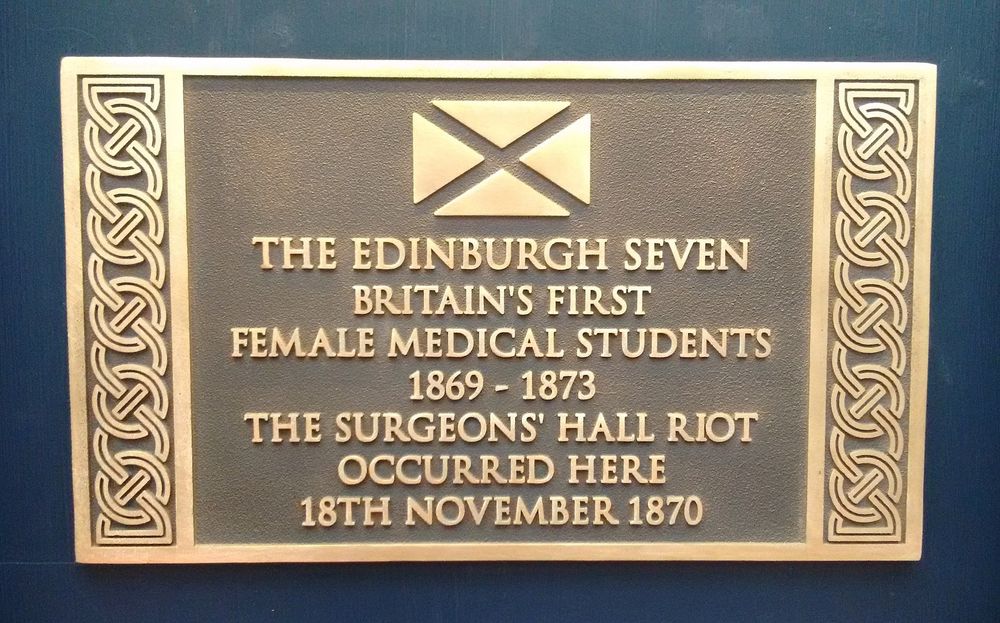 THE EDINBURGH SEVEN
BRITAIN'S FIRST
FEMALE MEDICAL STUDENTS
1869 - 1873
THE SURGEONS' HALL RIOT
OCCURRED HERE
18TH NOVEMBER 1870